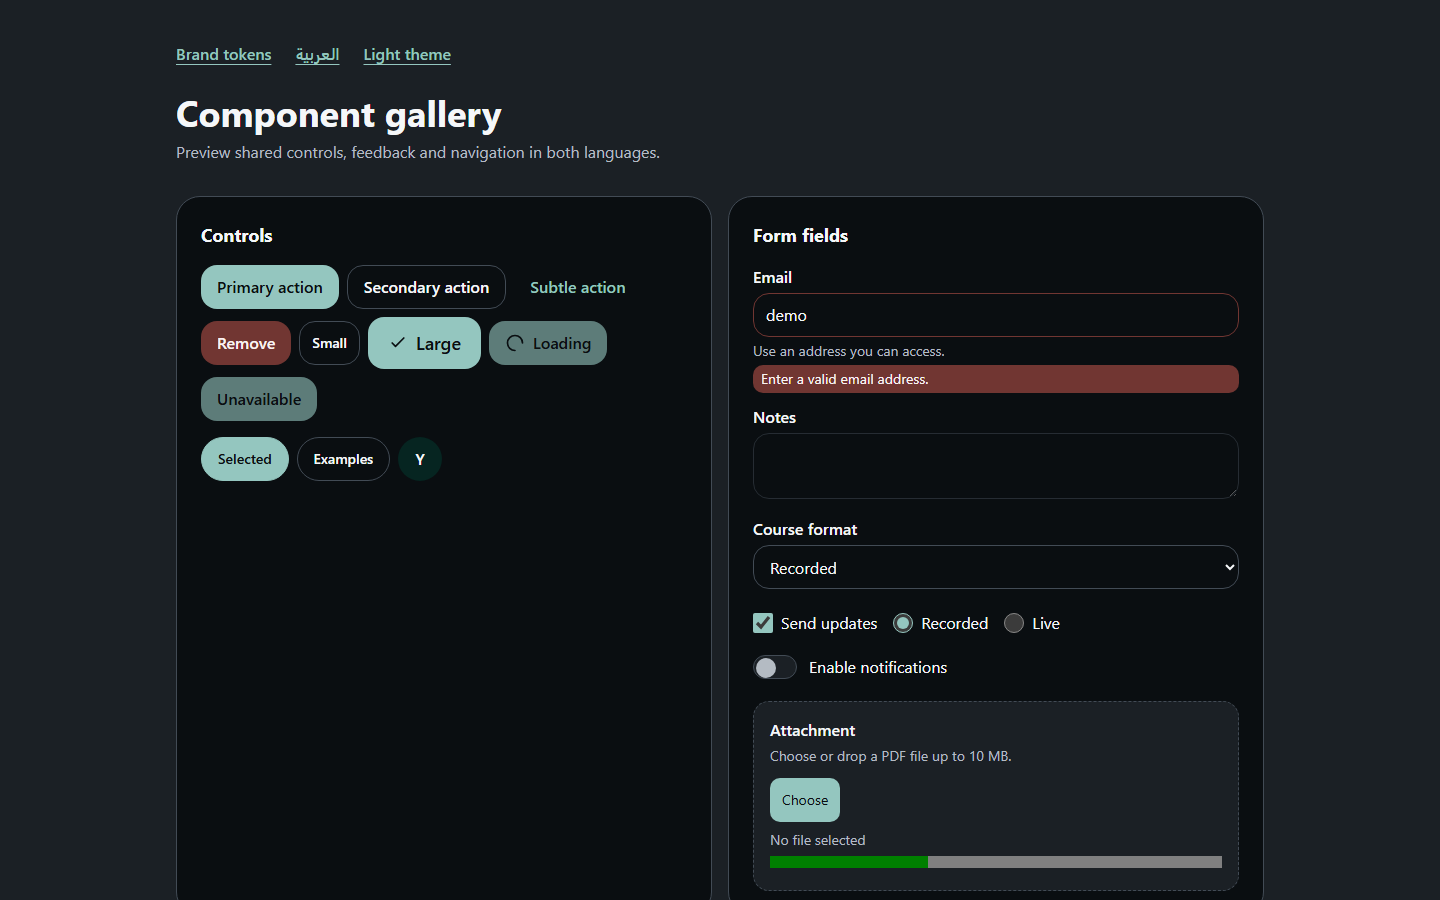 Brand tokens العربية Light theme
Component gallery
Preview shared controls, feedback and navigation in both languages.
Controls
Primary action Secondary action Subtle action
Remove Small Large Loading
Unavailable
Selected Examples Y
Form fields
Email
demo
Use an address you can access.
Enter a valid email address.
Notes
Course format
Recorded
Send updates Recorded Live
Enable notifications
Attachment
Choose or drop a PDF file up to 10 MB.
Choose
No file selected